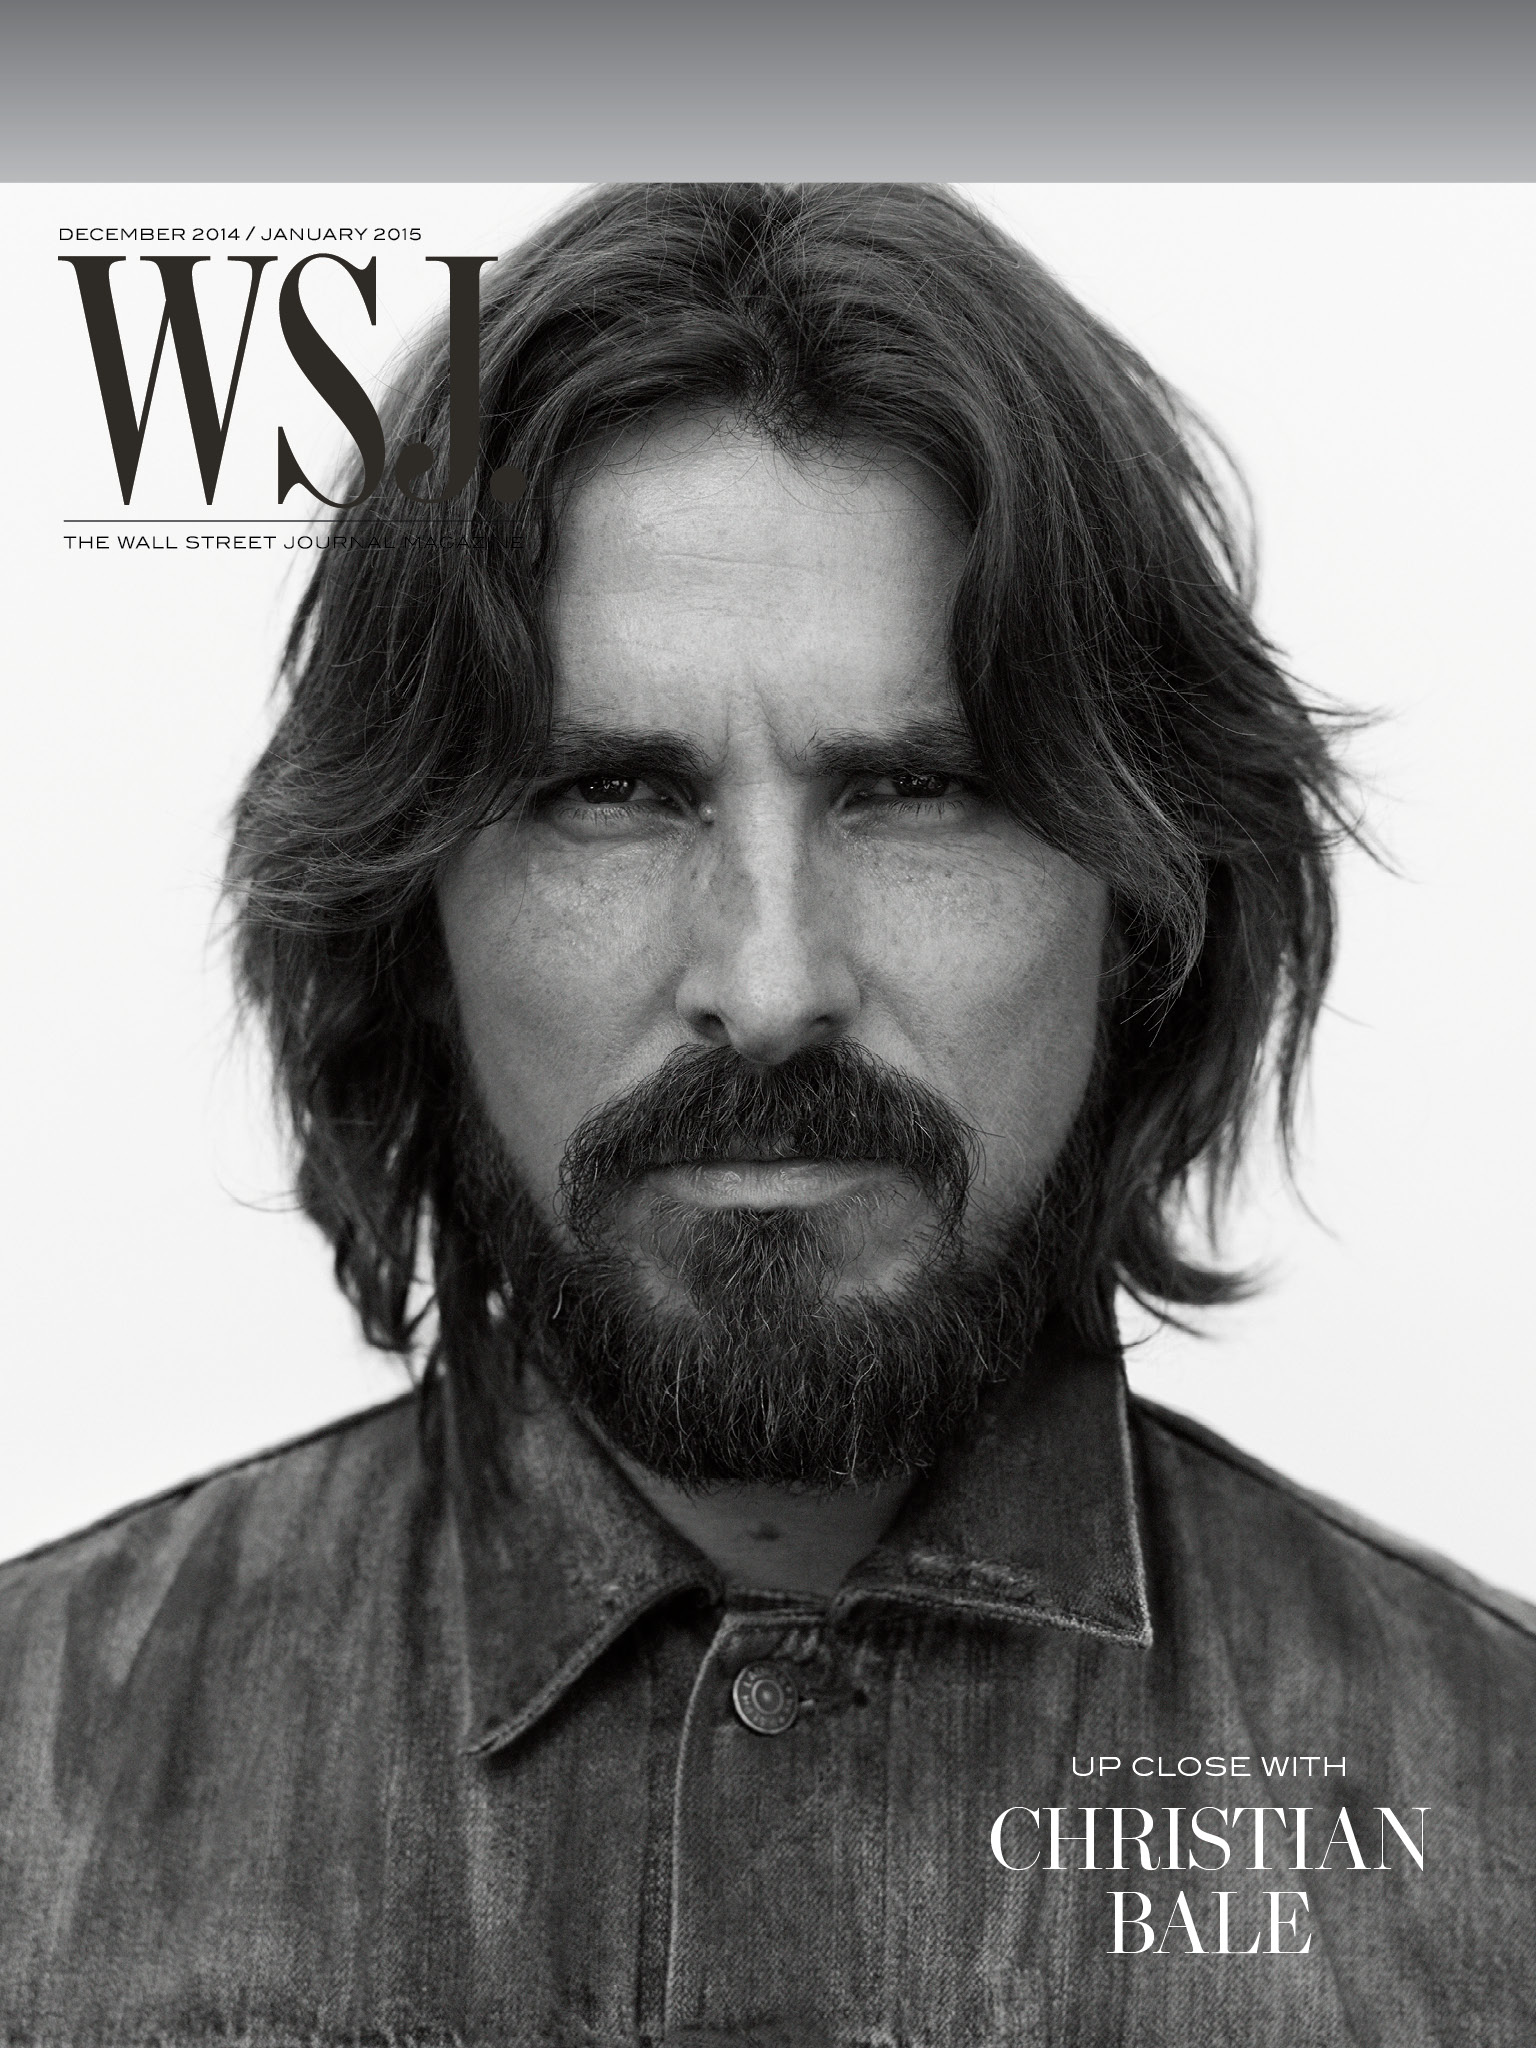 DECEMBER 2014 / JANUARY 2015
WSJ.
THE WALL STREET JOURNAL MAGAZINE
UP CLOSE WITH
CHRISTIAN
BALE